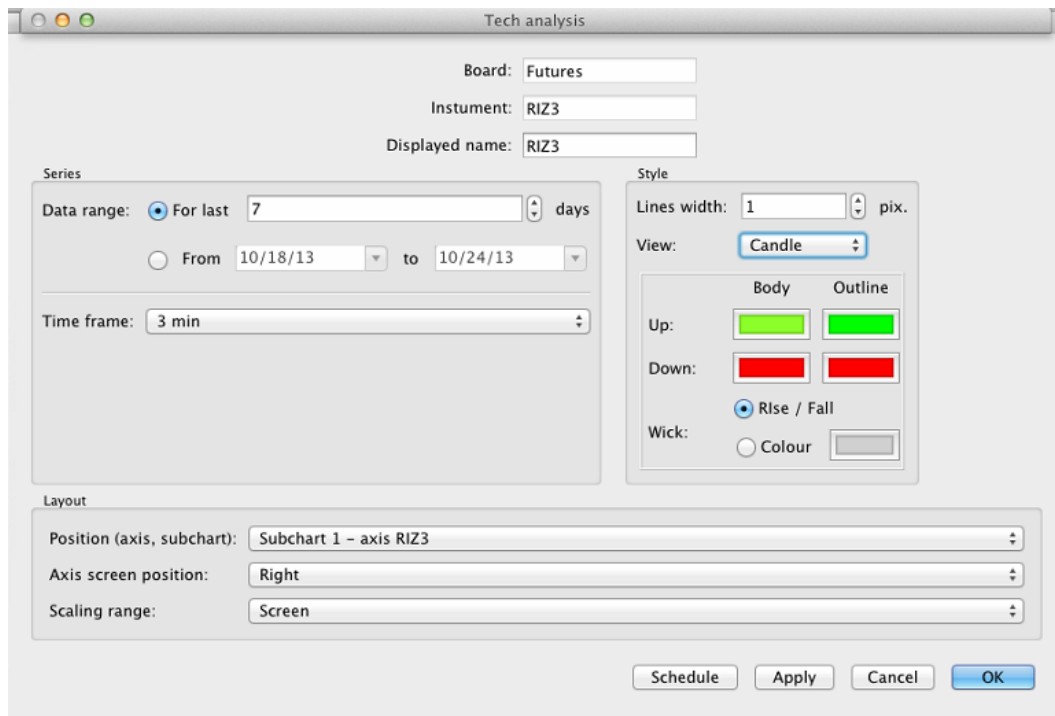 Tech analysis
Board: Futures
Instument: RIZ3
Displayed name: RIZ3
Series
Data range: For last 7 days
From 10/18/13 to 10/24/13
Time frame: 3 min
Style
Lines width: 1 pix.
View: Candle
Body Outline
Up:
Down:
Wick: RIse / Fall
Colour
Layout
Position (axis, subchart): Subchart 1 – axis RIZ3
Axis screen position: Right
Scaling range: Screen
Schedule Apply Cancel OK